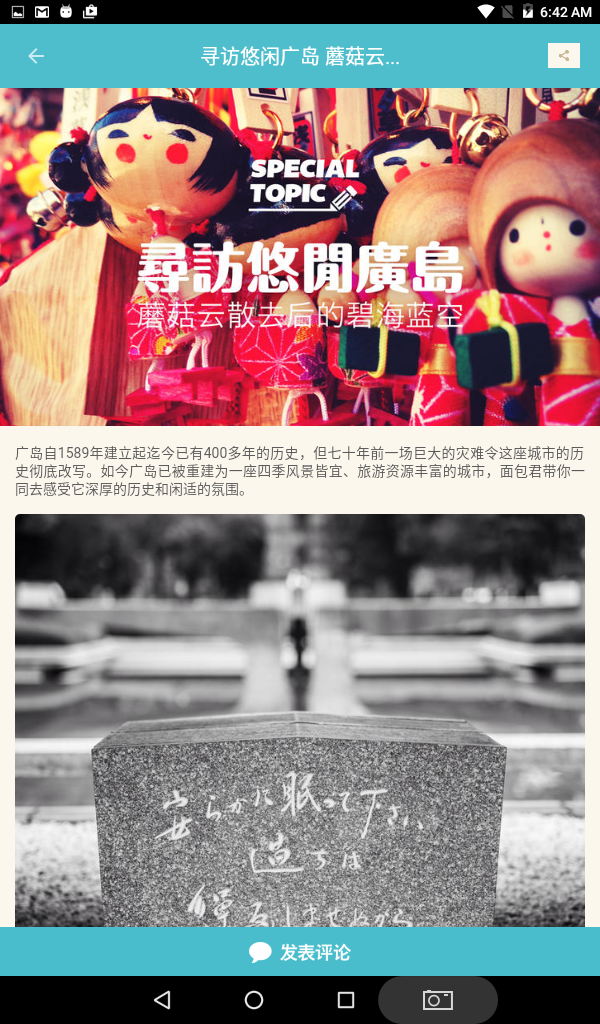 6:42 AM
寻访悠闲广岛 蘑菇云...
SPECIAL
TOPIC
尋訪悠閒廣島
蘑菇云散去后的碧海蓝空
广岛自1589年建立起迄今已有400多年的历史，但七十年前一场巨大的灾难令这座城市的历
史彻底改写。如今广岛已被重建为一座四季风景皆宜、旅游资源丰富的城市，面包君带你一
同去感受它深厚的历史和闲适的氛围。
安らかに眠って下さい
過ちは
繰返しませぬから
发表评论